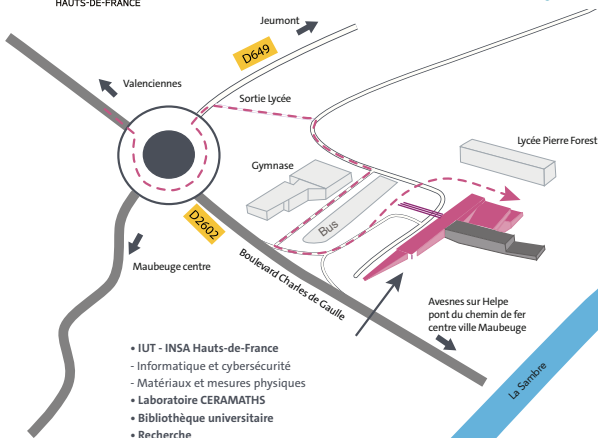 HAUTS-DE-FRANCE
Jeumont
D649
Valenciennes
Sortie Lycée
Lycée Pierre Forest
Gymnase
Bus
D2602
Maubeuge centre
Boulevard Charles de Gaulle
Avesnes sur Helpe
pont du chemin de fer
centre ville Maubeuge
La Sambre
• IUT - INSA Hauts-de-France
- Informatique et cybersécurité
- Matériaux et mesures physiques
• Laboratoire CERAMATHS
• Bibliothèque universitaire
• Recherche